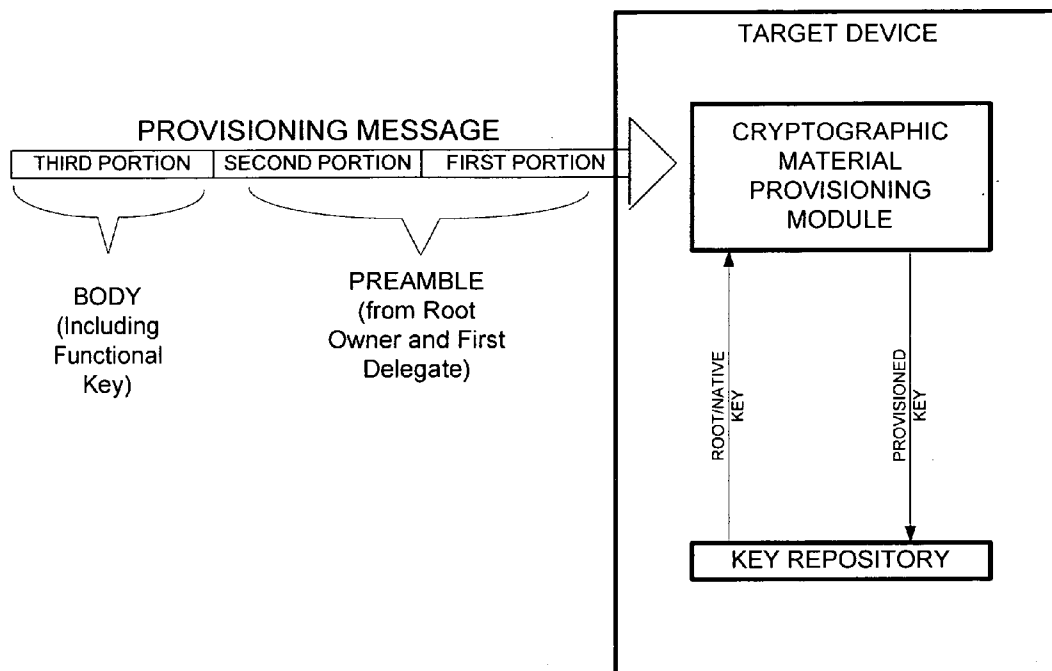 TARGET DEVICE
PROVISIONING MESSAGE
THIRD PORTION
SECOND PORTION
FIRST PORTION
CRYPTOGRAPHIC
MATERIAL
PROVISIONING
MODULE
BODY
(Including
Functional
Key)
PREAMBLE
(from Root
Owner and First
Delegate)
ROOT/NATIVE
KEY
PROVISIONED
KEY
KEY REPOSITORY